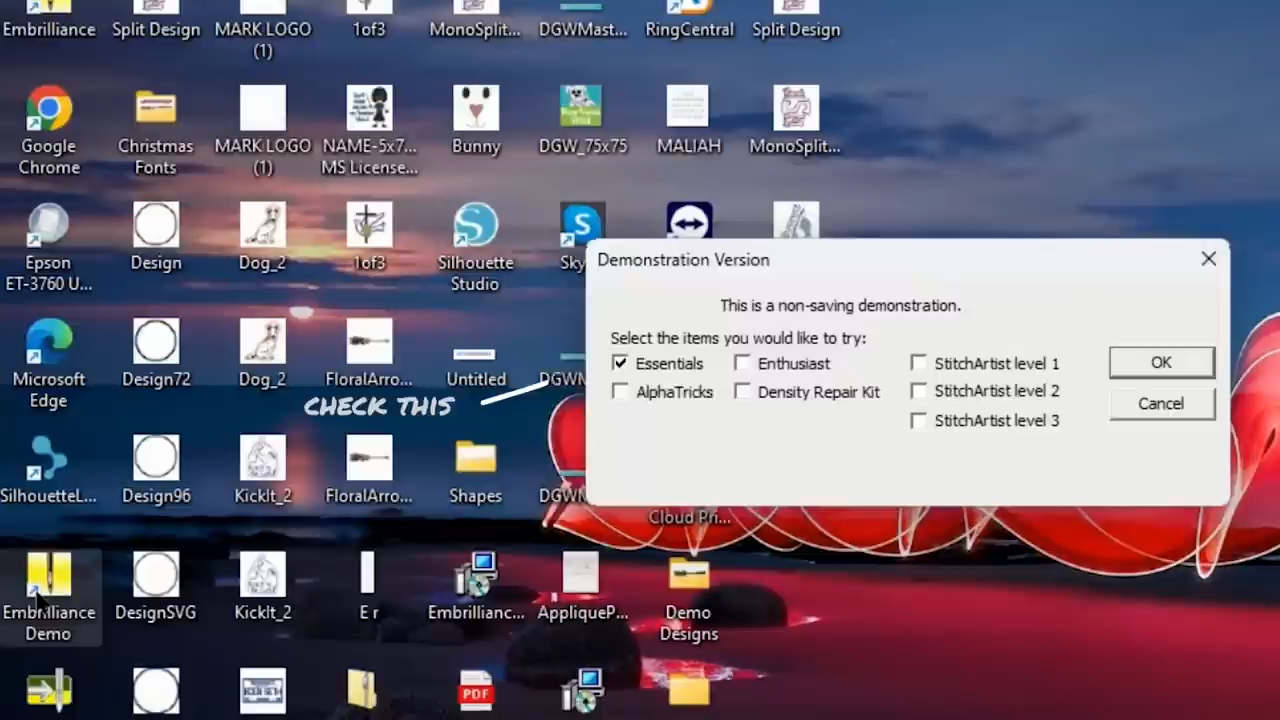 Embrilliance
Split Design
MARK LOGO
(1)
1of3
MonoSplit...
DGWMast...
RingCentral
Split Design
Google
Chrome
Christmas
Fonts
MARK LOGO
(1)
NAME-5x7...
MS License...
Bunny
DGW_75x75
MALIAH
MonoSplit...
Epson
ET-3760 U...
Design
Dog_2
1of3
Silhouette
Studio
Sky
Demonstration Version
This is a non-saving demonstration.
Select the items you would like to try:
Essentials
Enthusiast
StitchArtist level 1
OK
AlphaTricks
Density Repair Kit
StitchArtist level 2
Cancel
StitchArtist level 3
Microsoft
Edge
Design72
Dog_2
FloralArro...
Untitled
DGWM
CHECK THIS
SilhouetteL...
Design96
KickIt_2
FloralArro...
Shapes
DGWM
Cloud Pri...
Embrilliance
Demo
DesignSVG
KickIt_2
E r
Embrillianc...
AppliqueP...
Demo
Designs
PDF